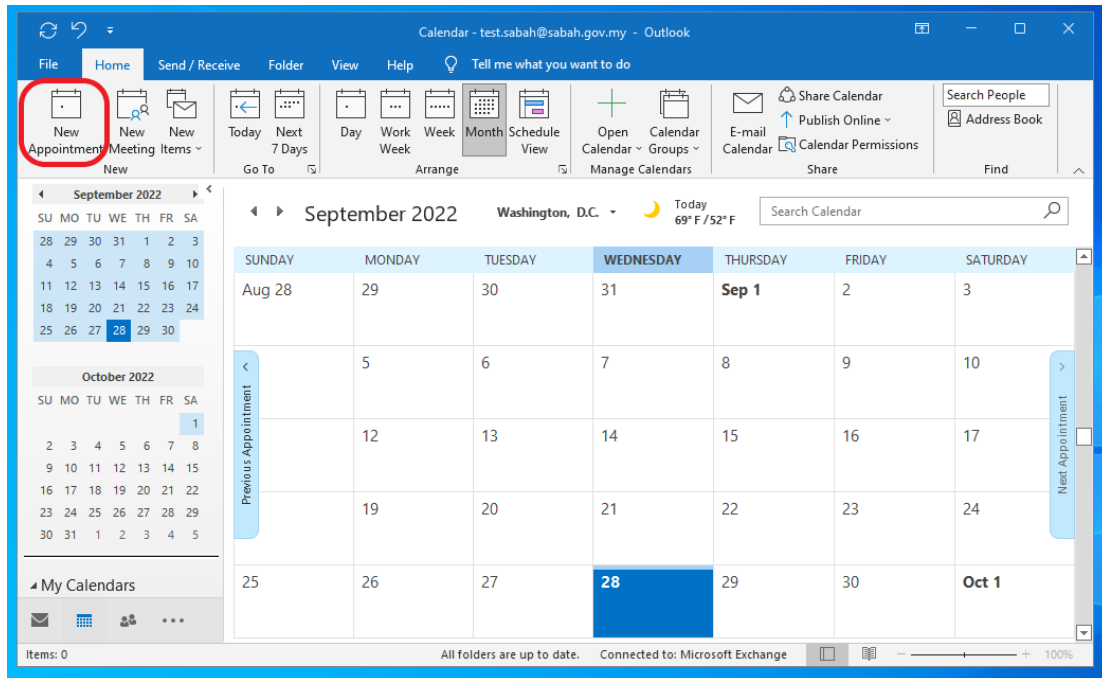 Calendar - test.sabah@sabah.gov.my - Outlook
File Home Send / Receive Folder View Help Tell me what you want to do
New Appointment
New Meeting
New Items
New
Today
Next 7 Days
Go To
Day
Work Week
Week
Month
Schedule View
Arrange
Open Calendar
Calendar Groups
Manage Calendars
E-mail Calendar
Share Calendar
Publish Online
Calendar Permissions
Share
Search People
Address Book
Find
September 2022
SU MO TU WE TH FR SA
28 29 30 31 1 2 3
4 5 6 7 8 9 10
11 12 13 14 15 16 17
18 19 20 21 22 23 24
25 26 27 28 29 30
October 2022
SU MO TU WE TH FR SA
1
2 3 4 5 6 7 8
9 10 11 12 13 14 15
16 17 18 19 20 21 22
23 24 25 26 27 28 29
30 31 1 2 3 4 5
My Calendars
September 2022 Washington, D.C. Today
69° F / 52° F
Search Calendar
SUNDAY MONDAY TUESDAY WEDNESDAY THURSDAY FRIDAY SATURDAY
Aug 28 29 30 31 Sep 1 2 3
5 6 7 8 9 10
12 13 14 15 16 17
19 20 21 22 23 24
25 26 27 28 29 30 Oct 1
Previous Appointment
Next Appointment
Items: 0 All folders are up to date. Connected to: Microsoft Exchange 100%